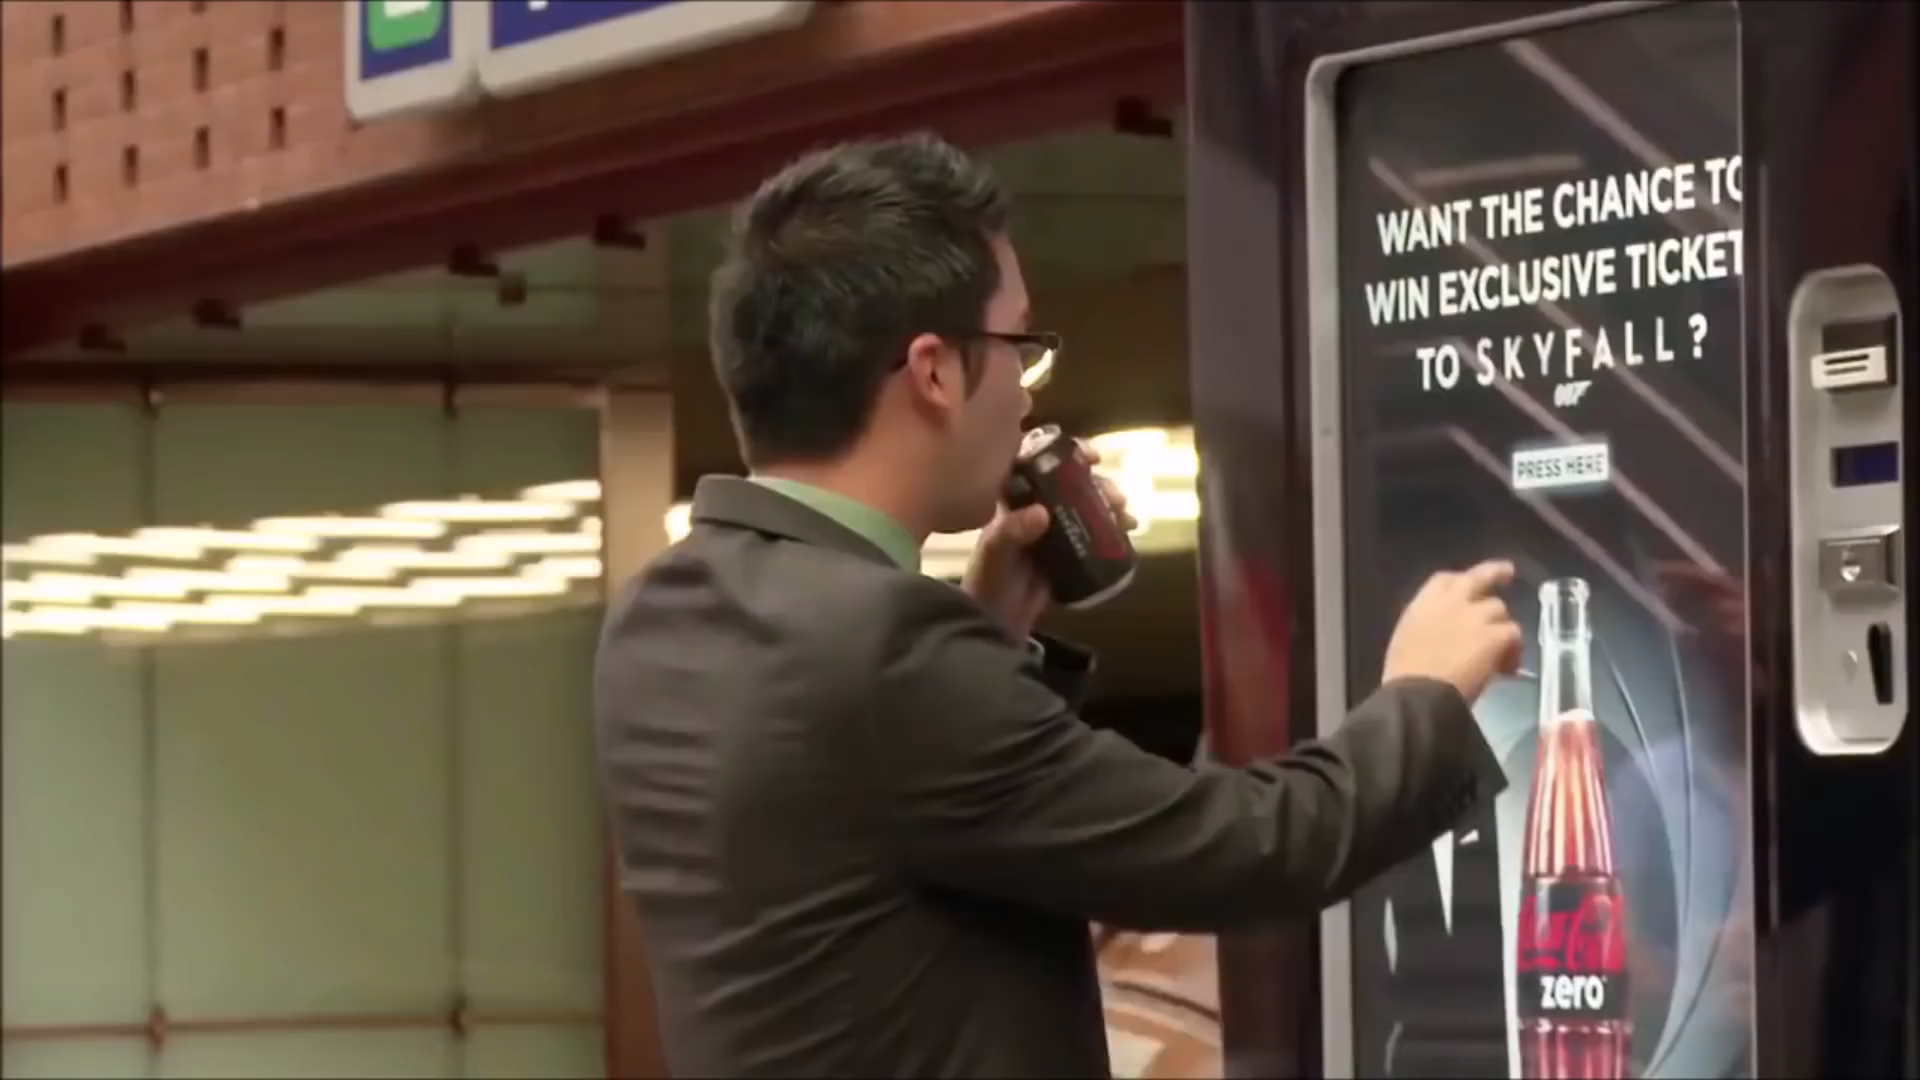 WANT THE CHANCE TO
WIN EXCLUSIVE TICKET
TO SKYFALL?
007
PRESS HERE
Coca-Cola
zero